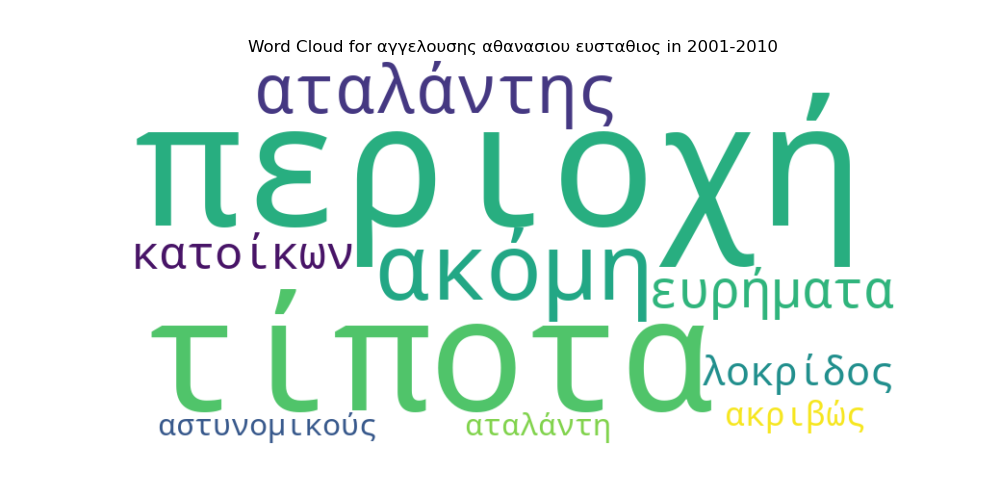 Word Cloud for αγγελουσης αθανασιου ευσταθιος in 2001-2010
αταλάντης
περιοχή
κατοίκων
ακόμη
ευρήματα
τίποτα
λοκρίδος
ακριβώς
αστυνομικούς
αταλάντη